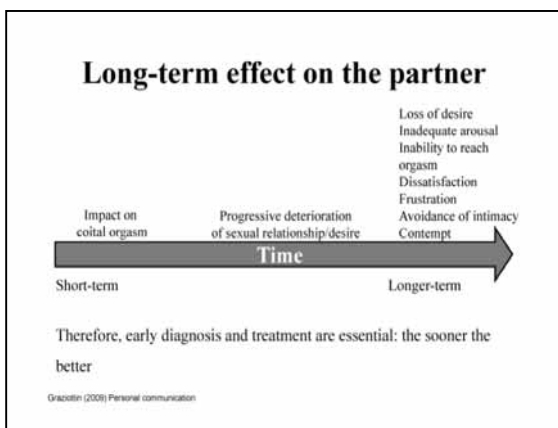 Long-term effect on the partner
Loss of desire
Inadequate arousal
Inability to reach
orgasm
Dissatisfaction
Frustration
Avoidance of intimacy
Contempt
Impact on
coital orgasm
Progressive deterioration
of sexual relationship/desire
Time
Short-term
Longer-term
Therefore, early diagnosis and treatment are essential: the sooner the
better
Graziottin (2009) Personal communication